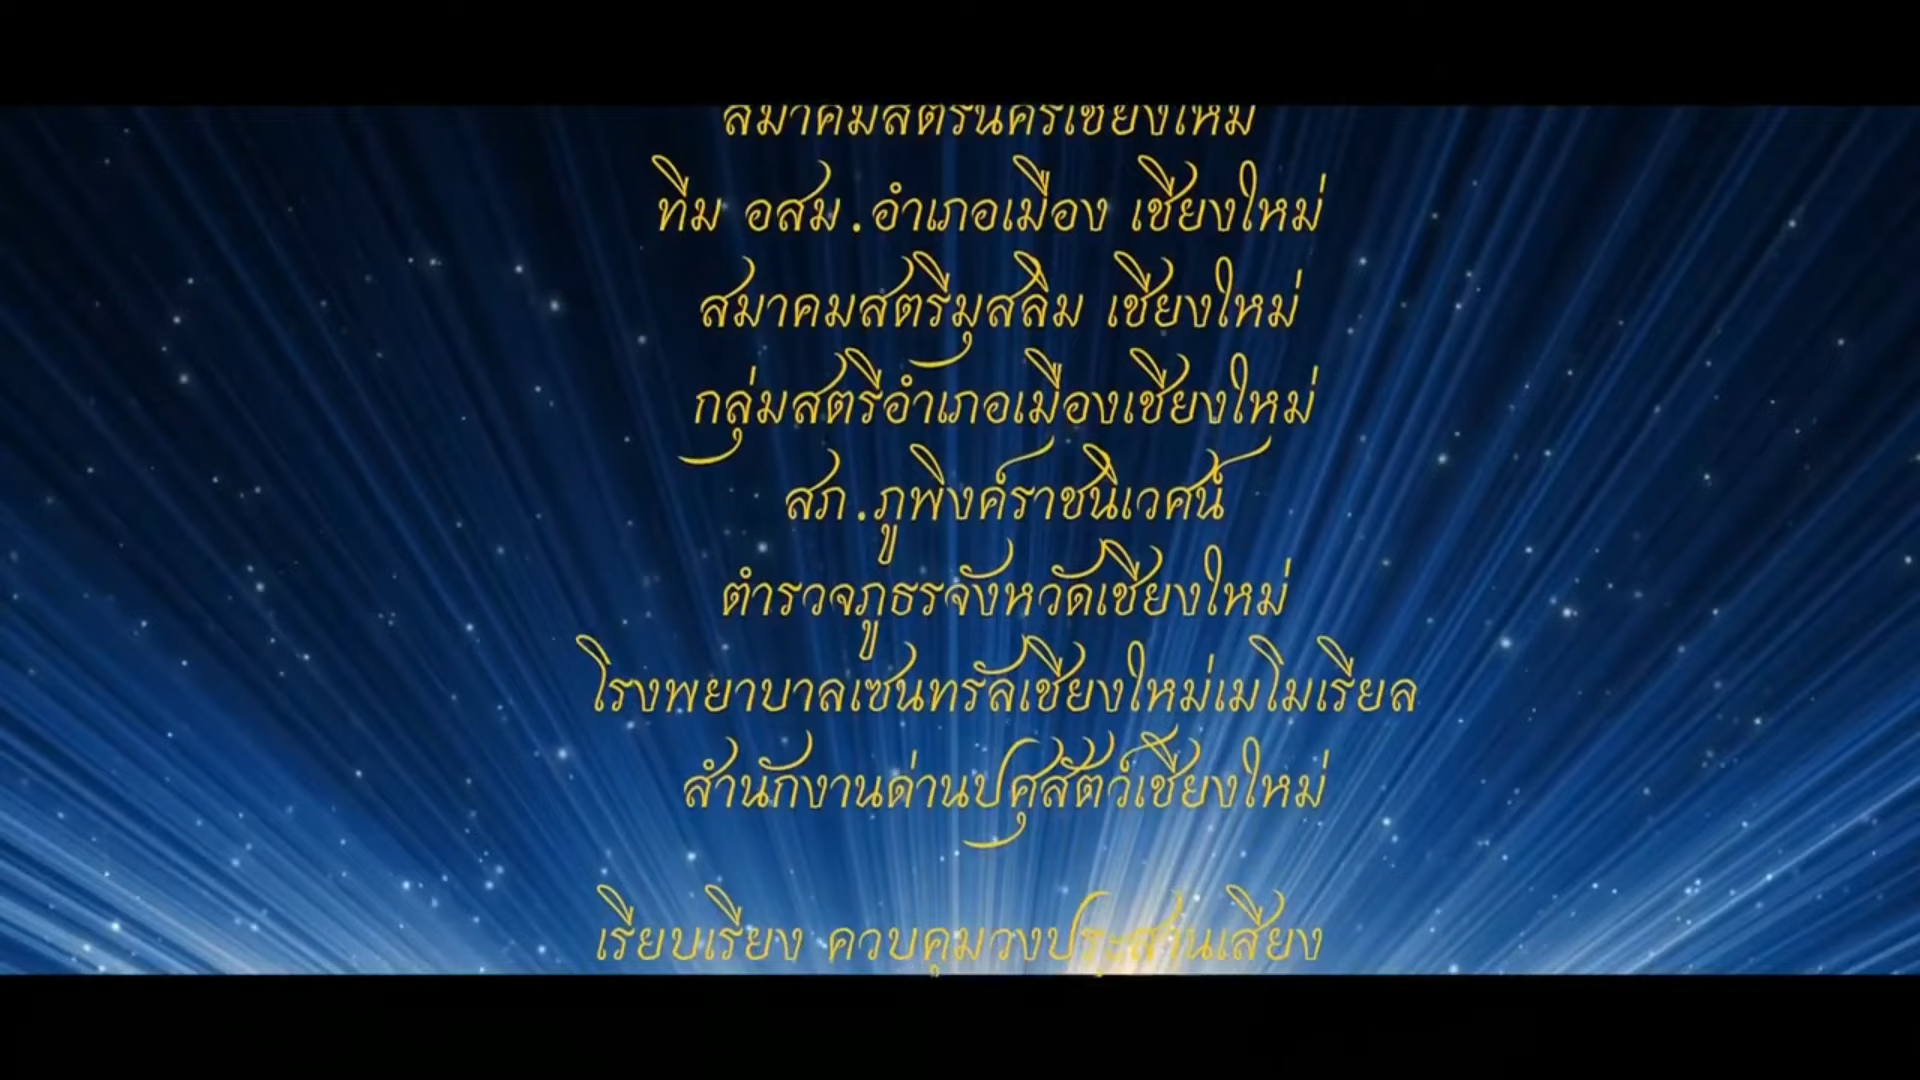 สมาคมสตรีนครเชียงใหม่
ทีม อสม.อำเภอเมือง เชียงใหม่
สมาคมสตรีมุสลิม เชียงใหม่
กลุ่มสตรีอำเภอเมืองเชียงใหม่
สภ.ภูพิงค์ราชนิเวศน์
ตำรวจภูธรจังหวัดเชียงใหม่
โรงพยาบาลเซนทรัลเชียงใหม่เมโมเรียล
สำนักงานด่านปศุสัตว์เชียงใหม่
เรียบเรียง ควบคุมวงประสานเสียง